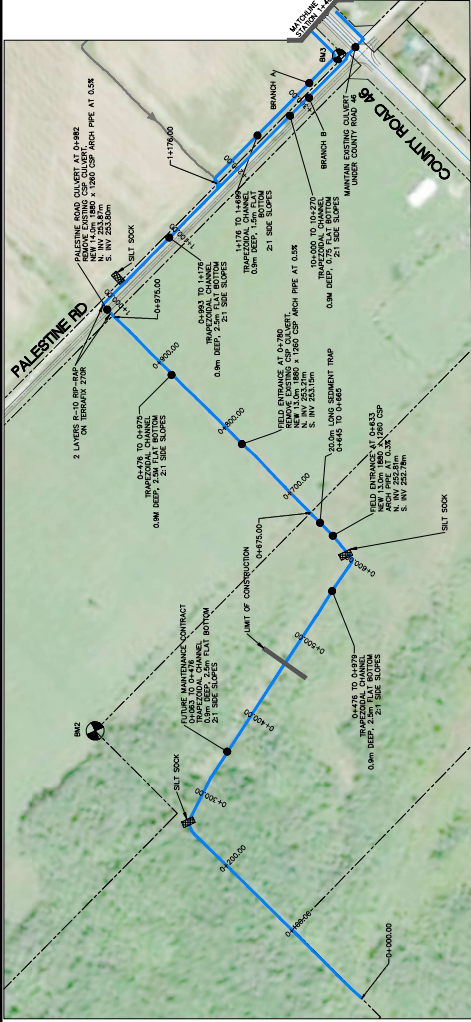 MATCHLINE
STATION 1+4
BM3
BRANCH A
BRANCH B
COUNTY ROAD 46
MAINTAIN EXISTING CULVERT
UNDER COUNTY ROAD 46
1+176.00
PALESTINE ROAD CULVERT AT 0+982
REMOVE EXISTING CSP CULVERT,
NEW 14.0m 1880 x 1260 CSP ARCH PIPE AT 0.5%
N. INV 253.87m
S. INV 253.80m
SILT SOCK
PALESTINE RD
2 LAYERS R-10 RIP-RAP
ON TERRAFIX 270R
0+975.00
1+176 TO 1+699
TRAPEZOIDAL CHANNEL
0.9m DEEP, 1.5m FLAT
BOTTOM
2:1 SIDE SLOPES
10+000 TO 10+270
TRAPEZOIDAL CHANNEL
0.9M DEEP, 0.75 FLAT BOTTOM
2:1 SIDE SLOPES
0+993 TO 1+176
TRAPEZOIDAL CHANNEL
0.9m DEEP, 2.5m FLAT BOTTOM
2:1 SIDE SLOPES
0+476 TO 0+975
TRAPEZOIDAL CHANNEL
0.9M DEEP, 2.5M FLAT BOTTOM
2:1 SIDE SLOPES
0+900.00
0+800.00
FIELD ENTRANCE AT 0+780
REMOVE EXISTING CSP CULVERT,
NEW 13.0m 1880 x 1260 CSP ARCH PIPE AT 0.5%
N. INV 253.21m
S. INV 253.15m
0+700.00
0+675.00
20.0m LONG SEDIMENT TRAP
0+645 TO 0+665
FIELD ENTRANCE AT 0+633
NEW 13.0m 1880 x 1260 CSP
ARCH PIPE AT 0.3%
N. INV 252.81m
S. INV 252.78m
SILT SOCK
0+600.00
LIMIT OF CONSTRUCTION
0+500.00
0+476 TO 0+979
TRAPEZOIDAL CHANNEL
0.9m DEEP, 2.5m FLAT BOTTOM
2:1 SIDE SLOPES
FUTURE MAINTENANCE CONTRACT
0+063 TO 0+476
TRAPEZOIDAL CHANNEL
0.9m DEEP, 2.5m FLAT BOTTOM
2:1 SIDE SLOPES
0+400.00
BM2
SILT SOCK
0+300.00
0+200.00
0+100.00
0+000.00